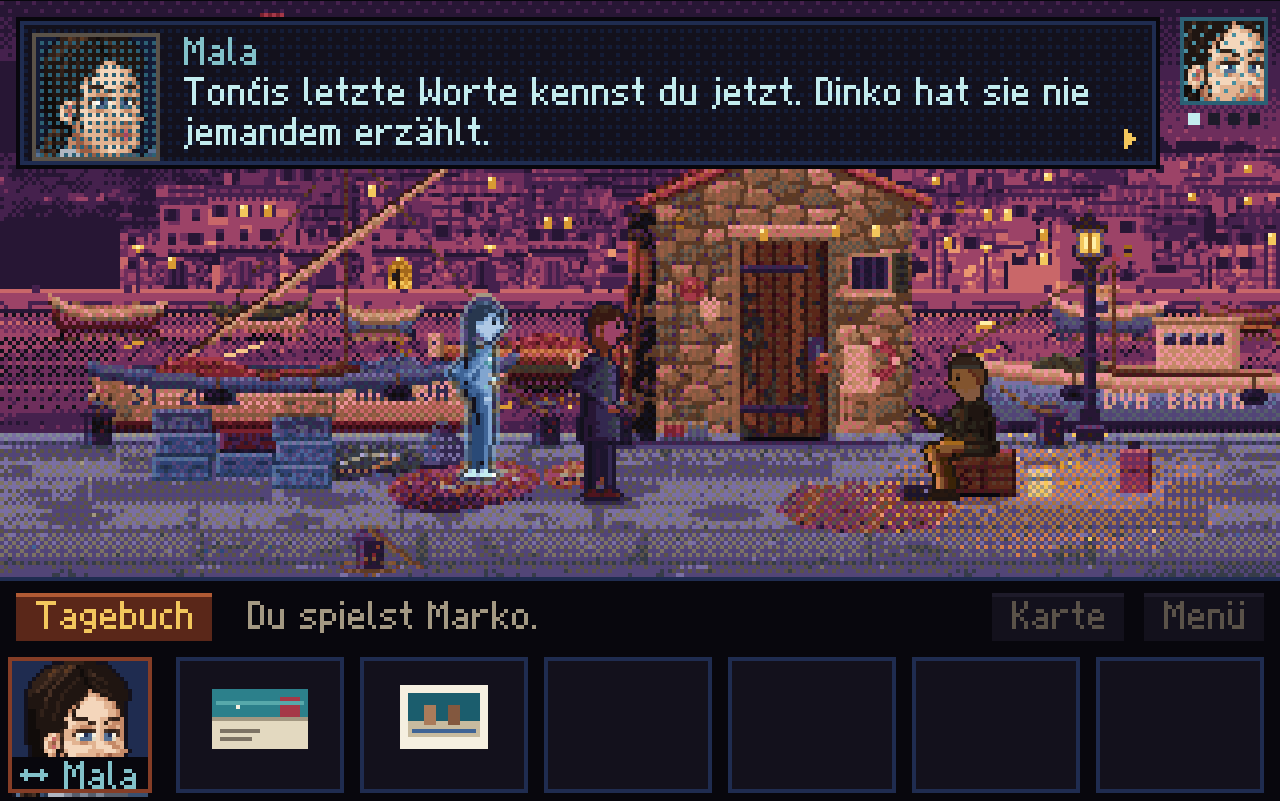 Mala
Tončis letzte Worte kennst du jetzt. Dinko hat sie nie
jemandem erzählt.
DVA BRATA
Tagebuch
Du spielst Marko.
Karte
Menü
↔ Mala